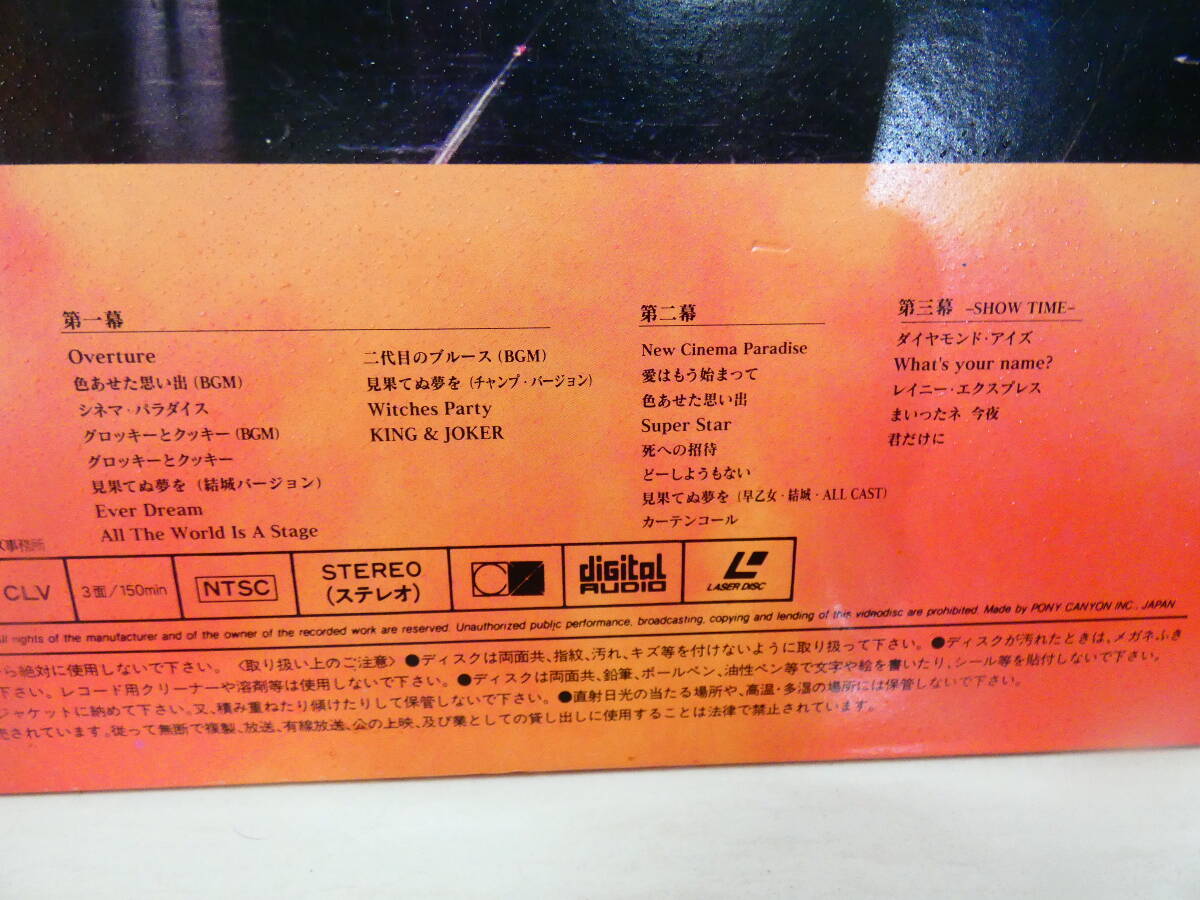 第一幕
Overture
色あせた思い出 (BGM)
シネマ・パラダイス
グロッキーとクッキー (BGM)
グロッキーとクッキー
見果てぬ夢を (結城バージョン)
Ever Dream
All The World Is A Stage
二代目のブルース (BGM)
見果てぬ夢を (チャンプ・バージョン)
Witches Party
KING & JOKER
第二幕
New Cinema Paradise
愛はもう始まって
色あせた思い出
Super Star
死への招待
どーしようもない
見果てぬ夢を (早乙女・結城・ALL CAST)
カーテンコール
第三幕 -SHOW TIME-
ダイヤモンド・アイズ
What's your name?
レイニー・エクスプレス
まいったネ 今夜
君だけに
事務所
CLV
3面/150min
NTSC
STEREO
(ステレオ)
digital
AUDIO
LASER DISC
All rights of the manufacturer and of the owner of the recorded work are reserved. Unauthorized public performance, broadcasting, copying and lending of this videodisc are prohibited. Made by PONY CANYON INC., JAPAN
ら絶対に使用しないで下さい。〈取り扱い上のご注意〉●ディスクは両面共、指紋、汚れ、キズ等を付けないように取り扱って下さい。●ディスクが汚れたときは、メガネふき
下さい。レコード用クリーナーや溶剤等は使用しないで下さい。●ディスクは両面共、鉛筆、ボールペン、油性ペン等で文字や絵を書いたり、シール等を貼付しないで下さい。
ジャケットに納めて下さい。又、積み重ねたり傾けたりして保管しないで下さい。●直射日光の当たる場所や、高温・多湿の場所には保管しないで下さい。
売されています。従って無断で複製、放送、有線放送、公の上映、及び業としての貸し出しに使用することは法律で禁止されています。